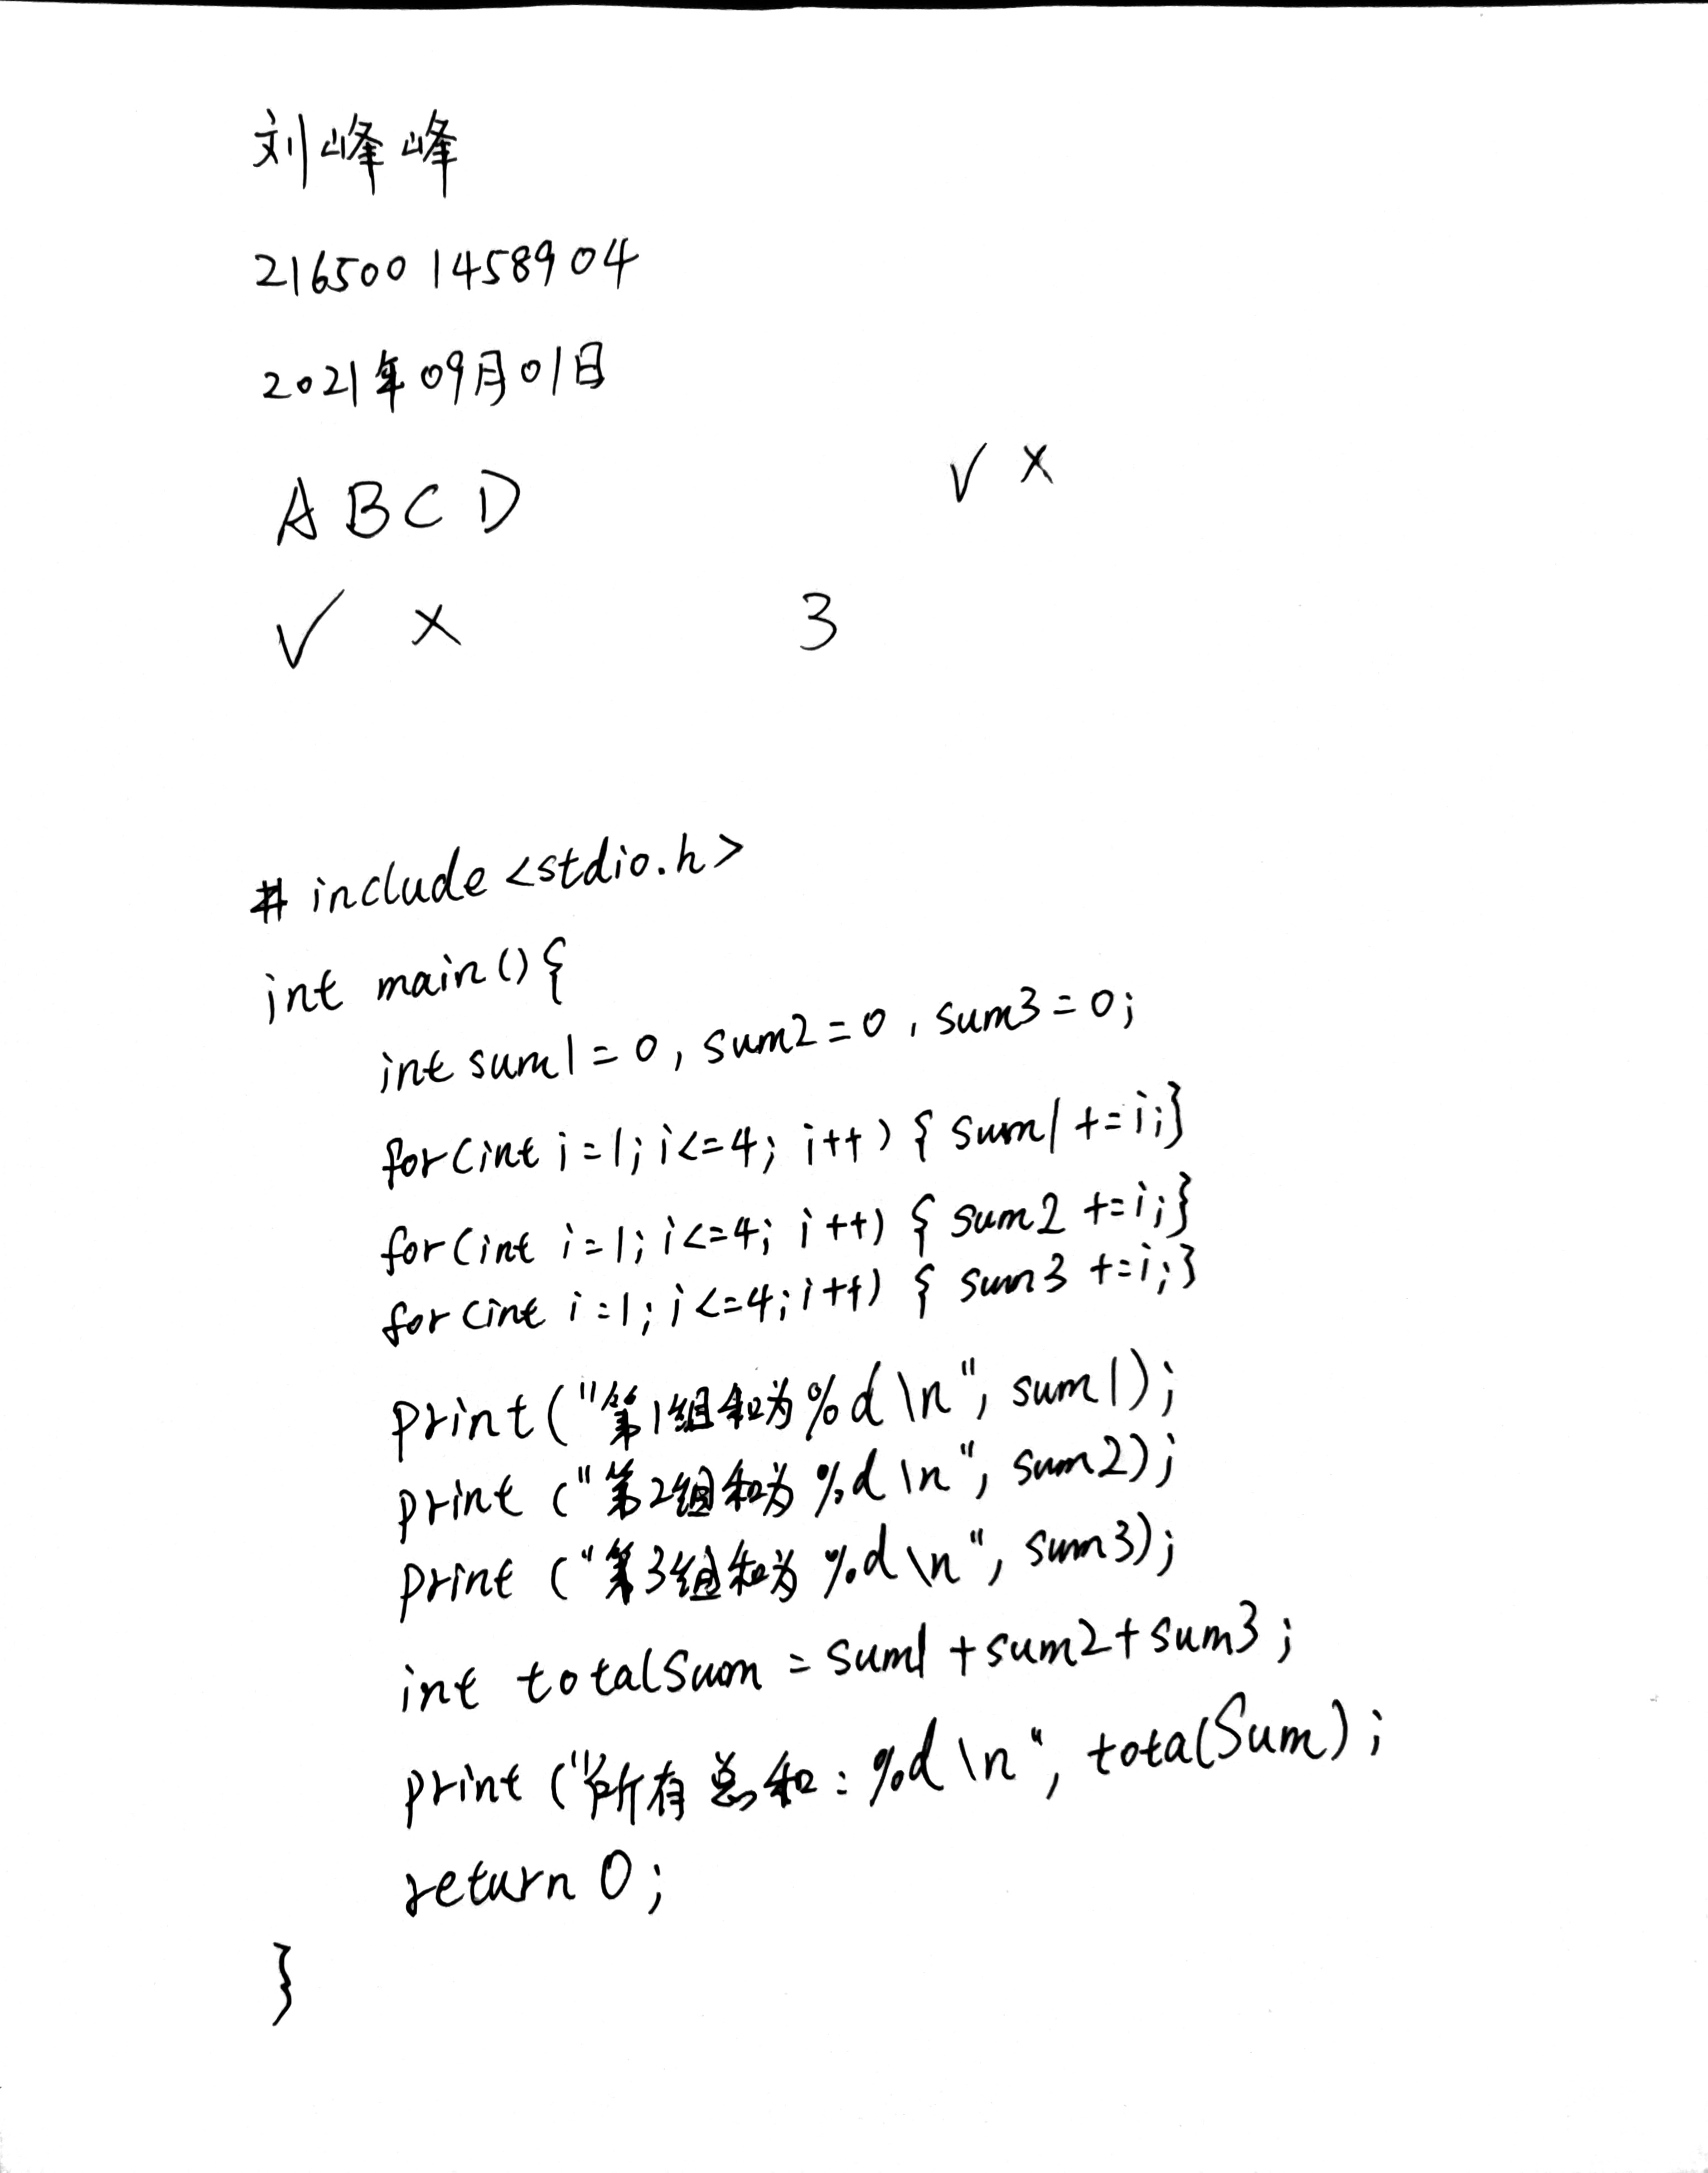 刘峰峰
2165001458904
2021年09月01日
√ ×
A B C D
√ × 3
# include <stdio.h>
int main(){
int sum1=0, sum2=0, sum3=0;
for(int i=1; i<=4; i++) { sum1 +=i;}
for(int i=1; i<=4; i++) { sum2 +=i;}
for(int i=1; i<=4; i++) { sum3 +=i;}
print("第1组和为%d\n", sum1);
print ("第2组和为%d\n", sum2);
print ("第3组和为%d\n", sum3);
int totalSum = sum1 +sum2+sum3;
print ("所有总和:%d\n", totalSum);
return 0;
}